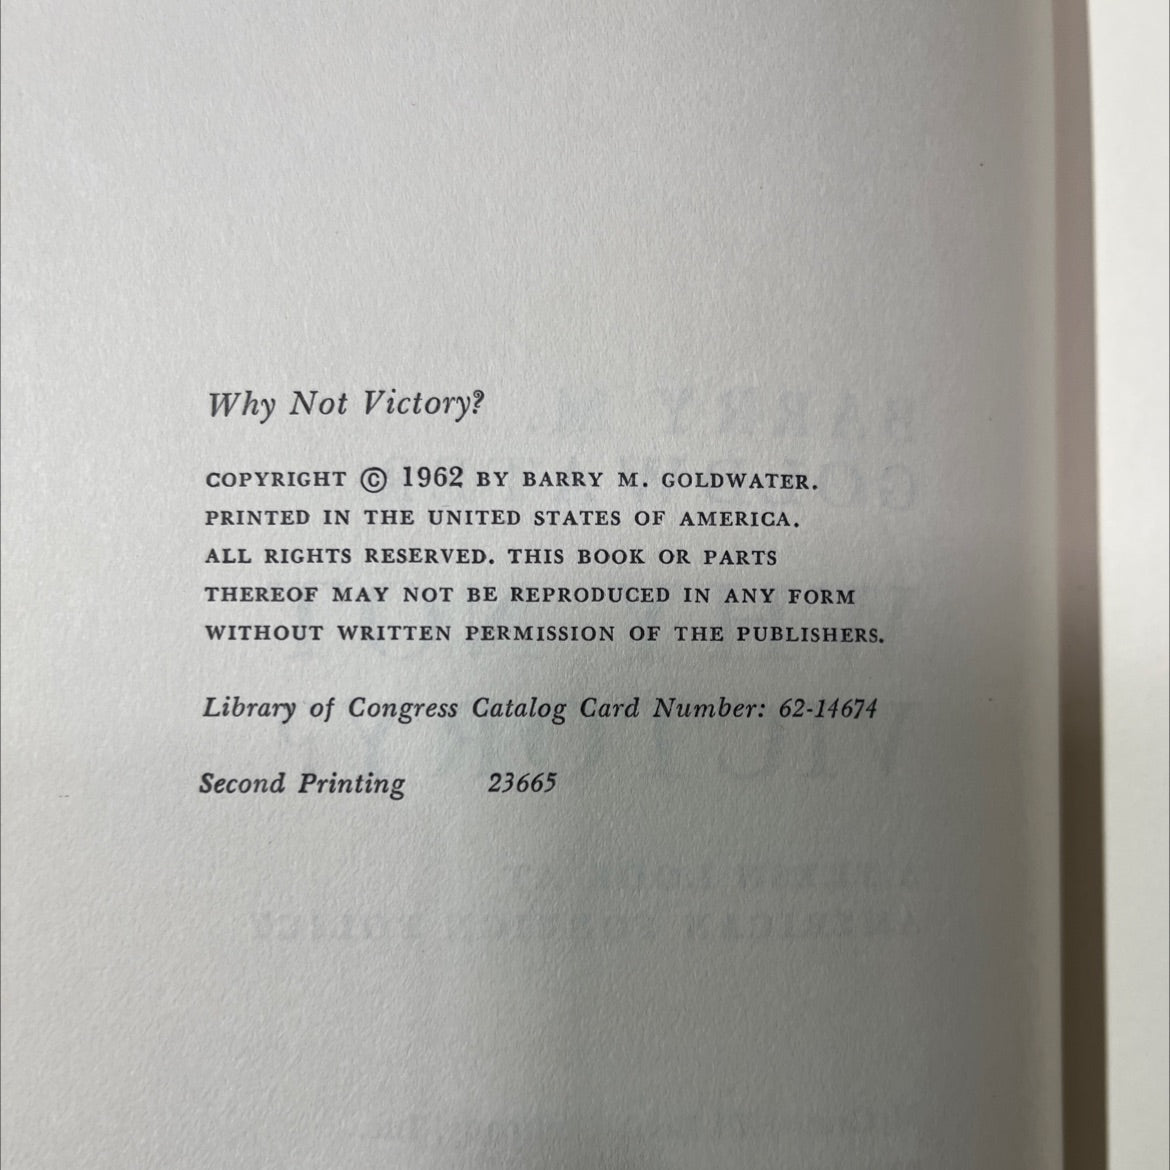 Why Not Victory?
COPYRIGHT © 1962 BY BARRY M. GOLDWATER.
PRINTED IN THE UNITED STATES OF AMERICA.
ALL RIGHTS RESERVED. THIS BOOK OR PARTS
THEREOF MAY NOT BE REPRODUCED IN ANY FORM
WITHOUT WRITTEN PERMISSION OF THE PUBLISHERS.
Library of Congress Catalog Card Number: 62-14674
Second Printing 23665